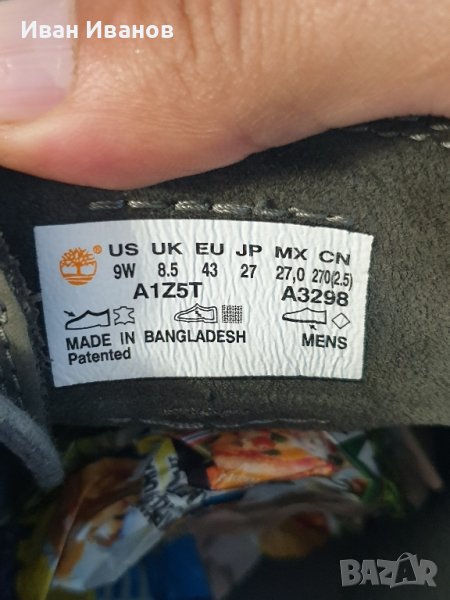 Иван Иванов
US UK EU JP MX CN
9W 8.5 43 27 27,0 270(2.5)
A1Z5T A3298
MADE IN BANGLADESH MENS
Patented
BAZAR